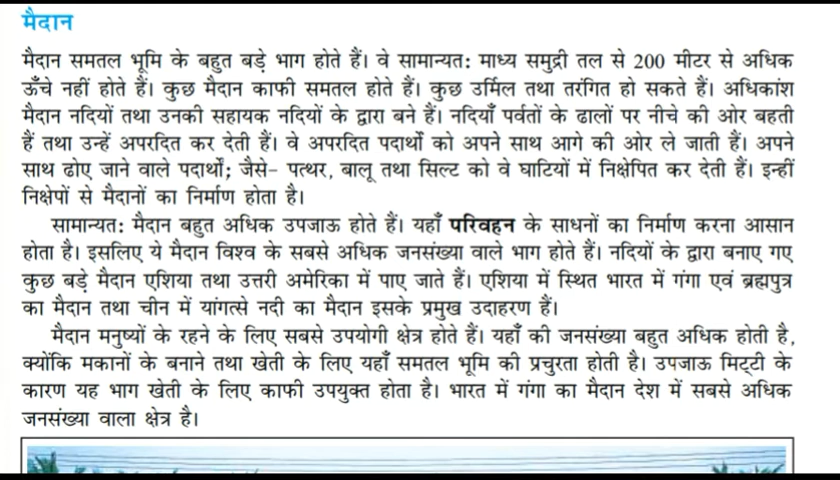 मैदान
मैदान समतल भूमि के बहुत बड़े भाग होते हैं। वे सामान्यत: माध्य समुद्री तल से 200 मीटर से अधिक
ऊँचे नहीं होते हैं। कुछ मैदान काफी समतल होते हैं। कुछ उर्मिल तथा तरंगित हो सकते हैं। अधिकांश
मैदान नदियों तथा उनकी सहायक नदियों के द्वारा बने हैं। नदियाँ पर्वतों के ढालों पर नीचे की ओर बहती
हैं तथा उन्हें अपरदित कर देती हैं। वे अपरदित पदार्थों को अपने साथ आगे की ओर ले जाती हैं। अपने
साथ ढोए जाने वाले पदार्थों; जैसे- पत्थर, बालू तथा सिल्ट को वे घाटियों में निक्षेपित कर देती हैं। इन्हीं
निक्षेपों से मैदानों का निर्माण होता है।
सामान्यत: मैदान बहुत अधिक उपजाऊ होते हैं। यहाँ परिवहन के साधनों का निर्माण करना आसान
होता है। इसलिए ये मैदान विश्व के सबसे अधिक जनसंख्या वाले भाग होते हैं। नदियों के द्वारा बनाए गए
कुछ बड़े मैदान एशिया तथा उत्तरी अमेरिका में पाए जाते हैं। एशिया में स्थित भारत में गंगा एवं ब्रह्मपुत्र
का मैदान तथा चीन में यांगत्से नदी का मैदान इसके प्रमुख उदाहरण हैं।
मैदान मनुष्यों के रहने के लिए सबसे उपयोगी क्षेत्र होते हैं। यहाँ की जनसंख्या बहुत अधिक होती है,
क्योंकि मकानों के बनाने तथा खेती के लिए यहाँ समतल भूमि की प्रचुरता होती है। उपजाऊ मिट्टी के
कारण यह भाग खेती के लिए काफी उपयुक्त होता है। भारत में गंगा का मैदान देश में सबसे अधिक
जनसंख्या वाला क्षेत्र है।